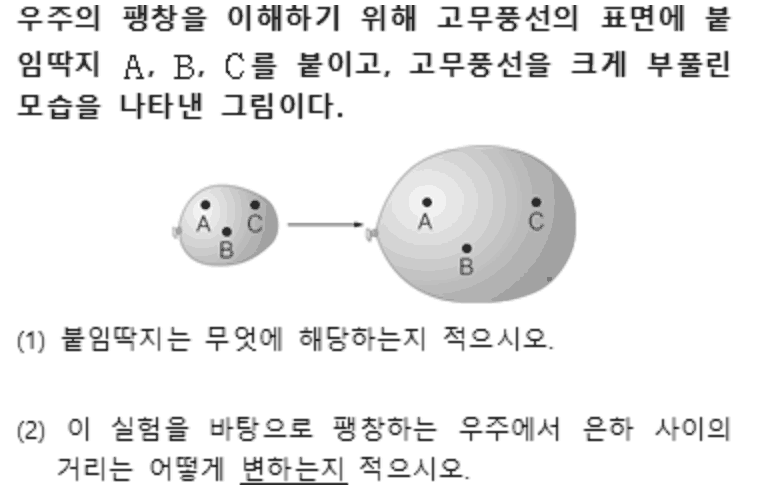 우주의 팽창을 이해하기 위해 고무풍선의 표면에 붙
임딱지 A, B, C를 붙이고, 고무풍선을 크게 부풀린
모습을 나타낸 그림이다.
A C
B
A C
B
(1) 붙임딱지는 무엇에 해당하는지 적으시오.
(2) 이 실험을 바탕으로 팽창하는 우주에서 은하 사이의
거리는 어떻게 변하는지 적으시오.